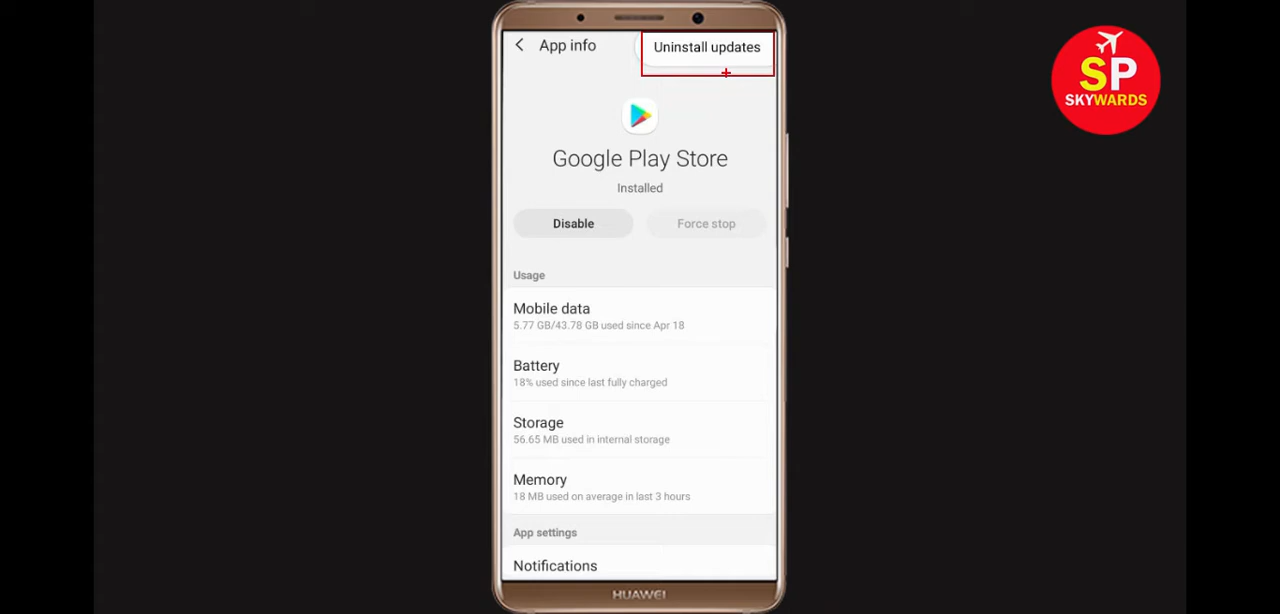 App info
Uninstall updates
SP
SKYWARDS
Google Play Store
Installed
Disable
Force stop
Usage
Mobile data
5.77 GB/43.78 GB used since Apr 18
Battery
18% used since last fully charged
Storage
56.65 MB used in internal storage
Memory
18 MB used on average in last 3 hours
App settings
Notifications
HUAWEI